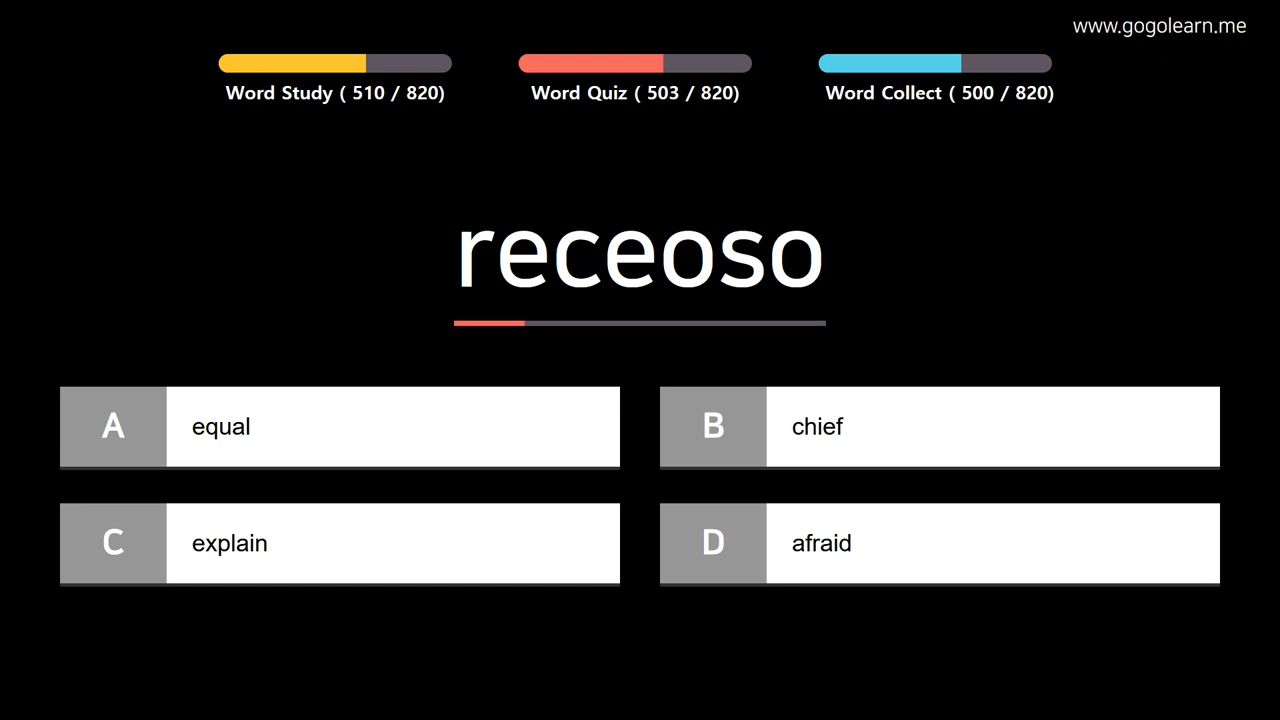 www.gogolearn.me
Word Study ( 510 / 820)
Word Quiz ( 503 / 820)
Word Collect ( 500 / 820)
receoso
A equal
B chief
C explain
D afraid